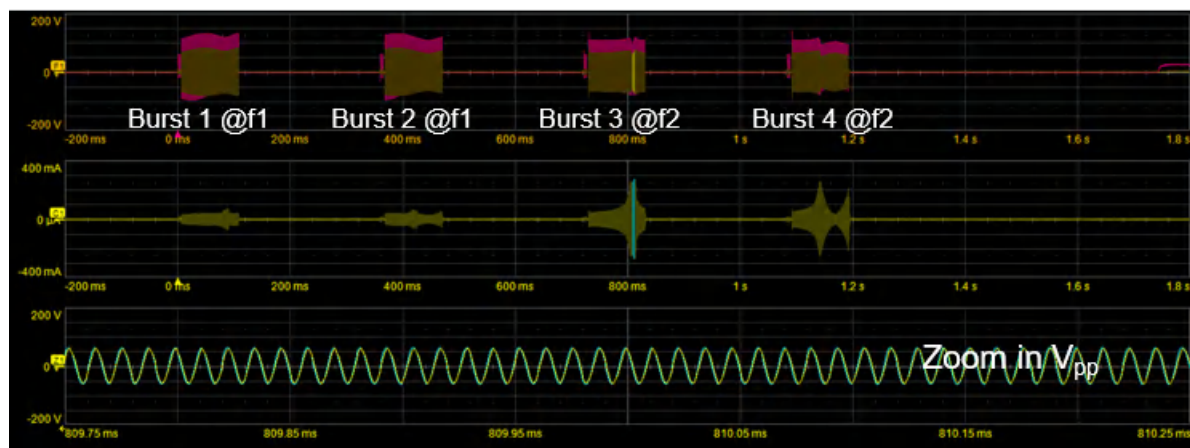 200 V
C1
0 V
Burst 1 @f1 Burst 2 @f1 Burst 3 @f2 Burst 4 @f2
-200 V
-200 ms 0 ms 200 ms 400 ms 600 ms 800 ms 1 s 1.2 s 1.4 s 1.6 s 1.8 s
400 mA
0 µA
-400 mA
-200 ms 0 ms 200 ms 400 ms 600 ms 800 ms 1 s 1.2 s 1.4 s 1.6 s 1.8 s
200 V
Z1
0 V
Zoom in Vpp
-200 V
809.75 ms 809.85 ms 809.95 ms 810.05 ms 810.15 ms 810.25 ms